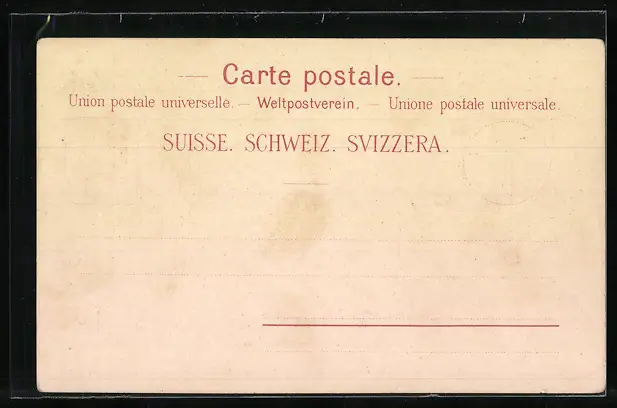 — Carte postale. —
Union postale universelle. — Weltpostverein. — Unione postale universale.
SUISSE. SCHWEIZ. SVIZZERA.